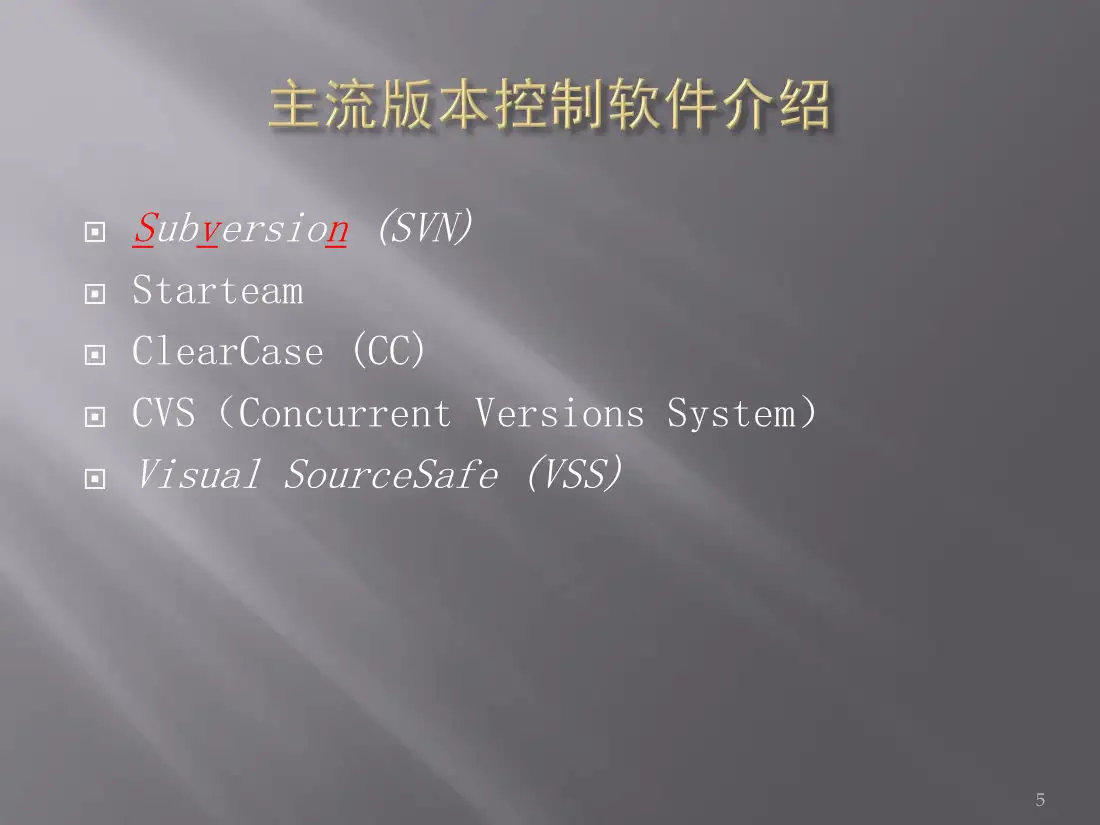 主流版本控制软件介绍
Subversion (SVN)
Starteam
ClearCase (CC)
CVS（Concurrent Versions System）
Visual SourceSafe (VSS)
5